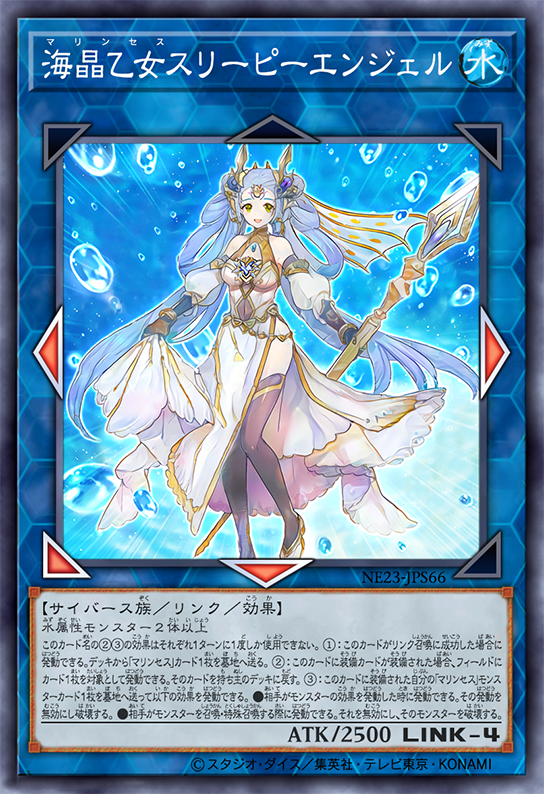 マリンセス
海晶乙女スリーピーエンジェル
みず
水
NE23-JPS66
【サイバース族／リンク／効果】
水属性モンスター２体以上
このカード名の②③の効果はそれぞれ1ターンに1度しか使用できない。①：このカードがリンク召喚に成功した場合に
発動できる。デッキから「マリンセス」カード1枚を墓地へ送る。②：このカードに装備カードが装備された場合、フィールドに
カード1枚を対象として発動できる。そのカードを持ち主のデッキに戻す。③：このカードに装備された自分の「マリンセス」モンス
ターカード1枚を墓地へ送って以下の効果を発動できる。●相手がモンスターの効果を発動した時に発動できる。その発動を
無効にし破壊する。●相手がモンスターを召喚・特殊召喚する際に発動できる。それを無効にし、そのモンスターを破壊する。
ATK/2500 LINK-4
©スタジオ・ダイス/集英社・テレビ東京・KONAMI